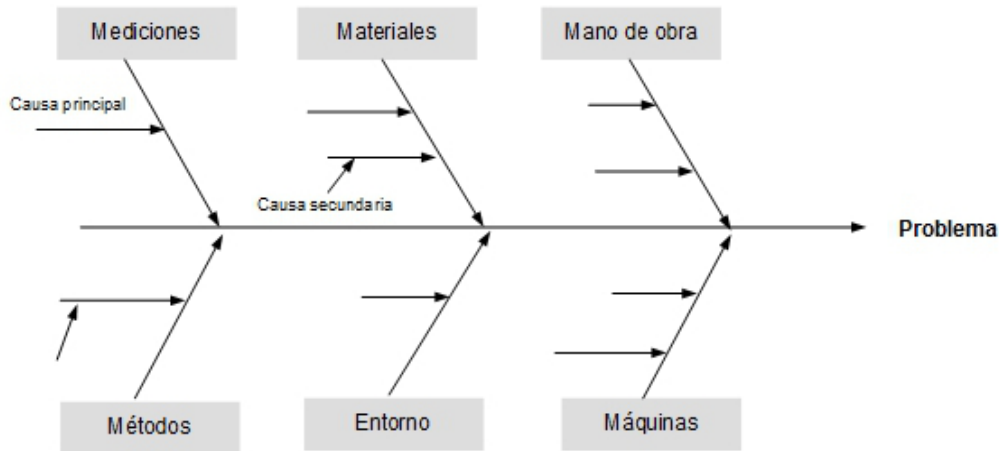 Mediciones
Materiales
Mano de obra
Causa principal
Causa secundaria
Problema
Métodos
Entorno
Máquinas